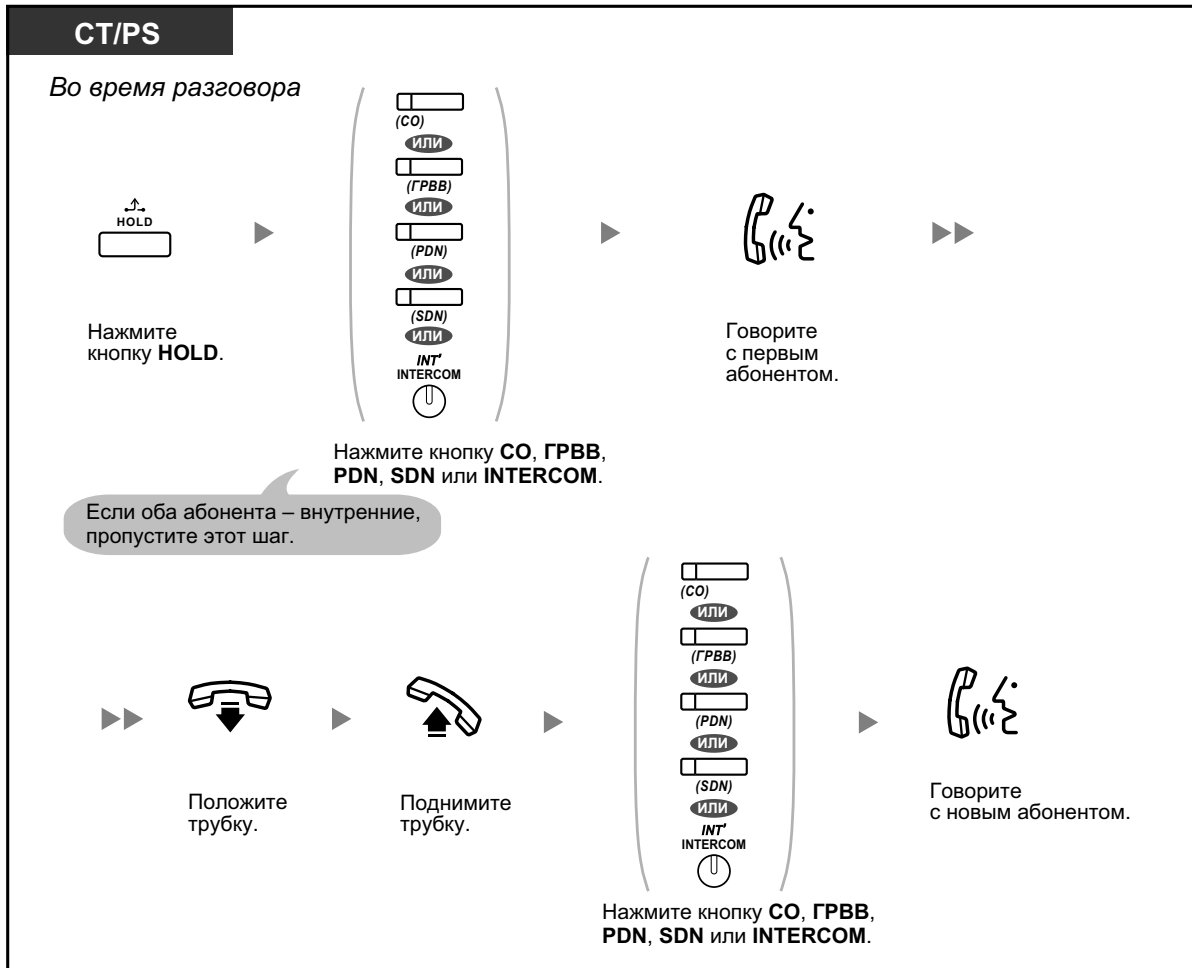 CT/PS
Во время разговора
HOLD
Нажмите
кнопку HOLD.
(CO)
ИЛИ
(ГРВВ)
ИЛИ
(PDN)
ИЛИ
(SDN)
ИЛИ
INT'
INTERCOM
Нажмите кнопку CO, ГРВВ,
PDN, SDN или INTERCOM.
Если оба абонента – внутренние,
пропустите этот шаг.
Говорите
с первым
абонентом.
Положите
трубку.
Поднимите
трубку.
(CO)
ИЛИ
(ГРВВ)
ИЛИ
(PDN)
ИЛИ
(SDN)
ИЛИ
INT'
INTERCOM
Нажмите кнопку CO, ГРВВ,
PDN, SDN или INTERCOM.
Говорите
с новым абонентом.